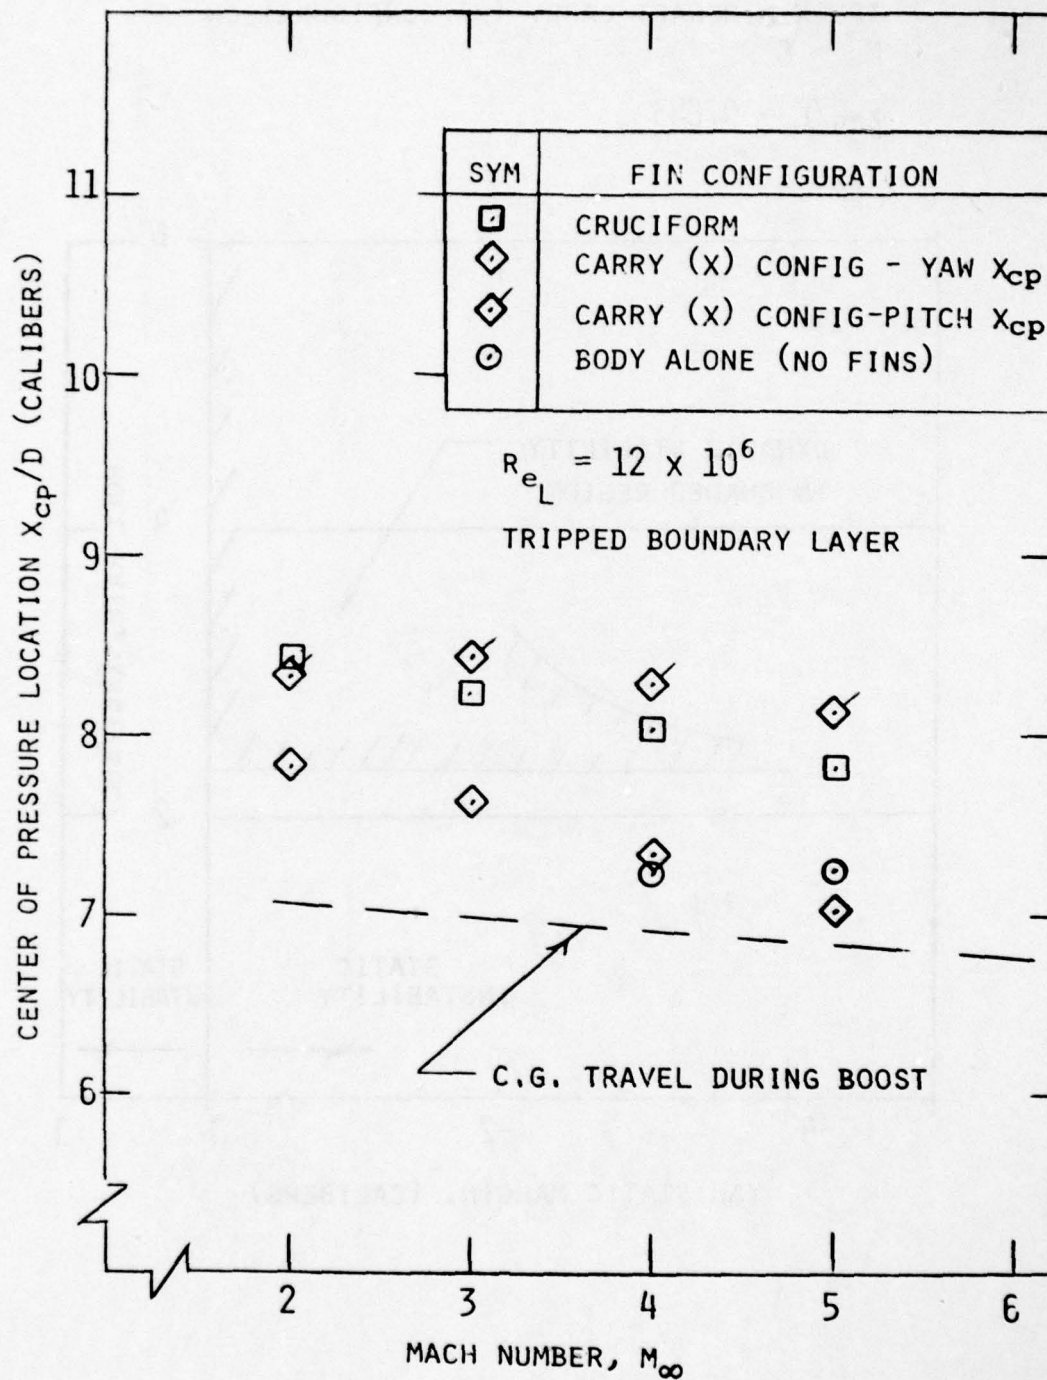 CENTER OF PRESSURE LOCATION Xcp/D (CALIBERS)
11
10
9
8
7
6
SYM FIN CONFIGURATION
CRUCIFORM
CARRY (X) CONFIG - YAW Xcp
CARRY (X) CONFIG-PITCH Xcp
BODY ALONE (NO FINS)
ReL = 12 X 10^6
TRIPPED BOUNDARY LAYER
C.G. TRAVEL DURING BOOST
2 3 4 5 6
MACH NUMBER, M∞